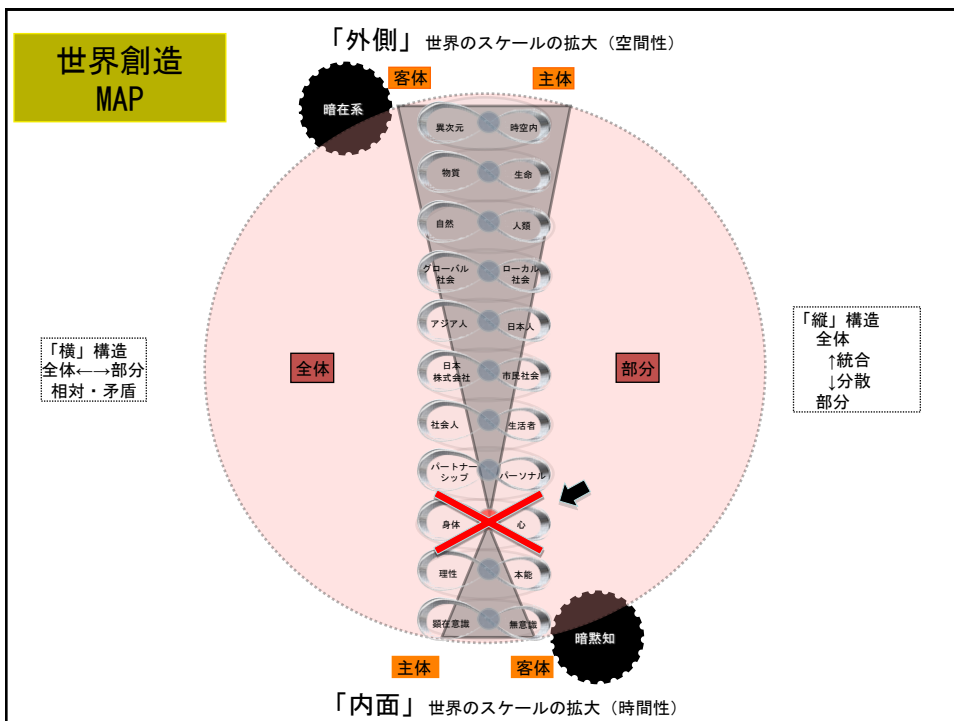 世界創造
MAP
「外側」世界のスケールの拡大（空間性）
客体
主体
暗在系
異次元
時空内
物質
生命
自然
人類
グローバル
社会
ローカル
社会
アジア人
日本人
日本
株式会社
市民社会
社会人
生活者
パートナー
シップ
パーソナル
身体
心
理性
本能
顕在意識
無意識
「横」構造
全体←→部分
相対・矛盾
全体
部分
「縦」構造
全体
↑統合
↓分散
部分
暗黙知
主体
客体
「内面」世界のスケールの拡大（時間性）